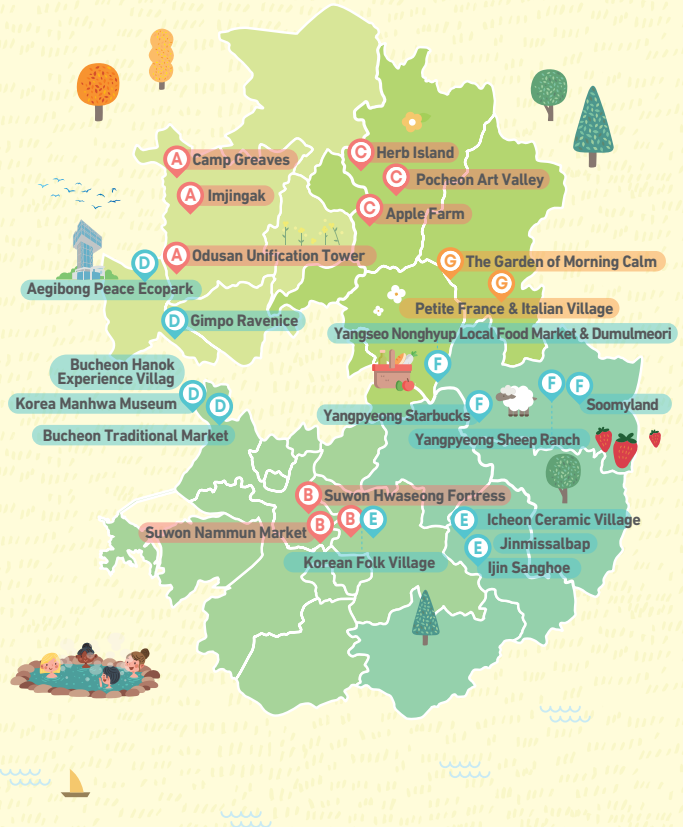 A Camp Greaves
C Herb Island
C Pocheon Art Valley
A Imjingak
C Apple Farm
A Odusan Unification Tower
G The Garden of Morning Calm
D
Aegibong Peace Ecopark
G
Petite France & Italian Village
D Gimpo Ravenice
Yangseo Nonghyup Local Food Market & Dumulmeori
F
Bucheon Hanok
Experience Villag
D
Korea Manhwa Museum
D
Bucheon Traditional Market
F F
Soomyland
Yangpyeong Starbucks F
Yangpyeong Sheep Ranch
B Suwon Hwaseong Fortress
Suwon Nammun Market B
B E
Korean Folk Village
E Icheon Ceramic Village
E Jinmissalbap
Ijin Sanghoe